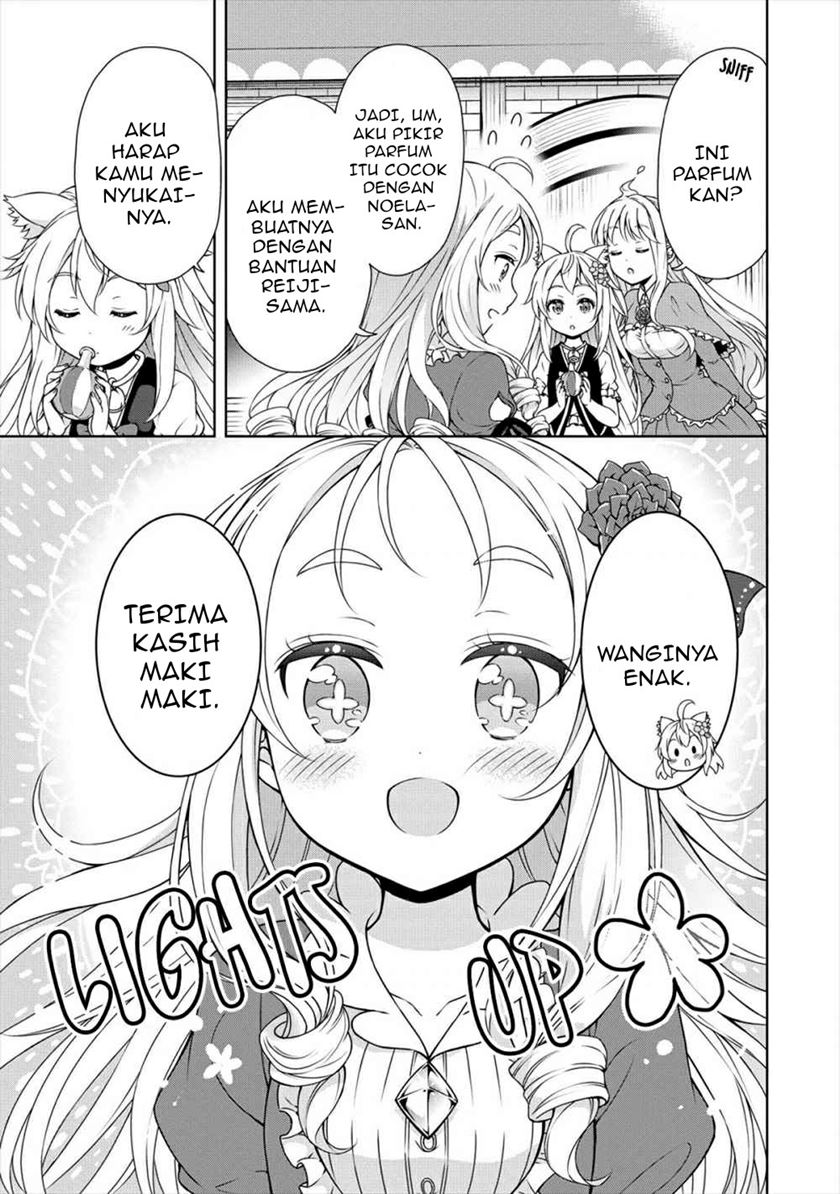 SNIFF
INI
PARFUM
KAN?
JADI, UM,
AKU PIKIR
PARFUM
ITU COCOK
DENGAN
NOELA-
SAN.
AKU MEM-
BUATNYA
DENGAN
BANTUAN
REIJI-
SAMA.
AKU
HARAP
KAMU ME-
NYUKAI-
NYA.
WANGINYA
ENAK.
TERIMA
KASIH
MAKI
MAKI.
LIGHTS
UP